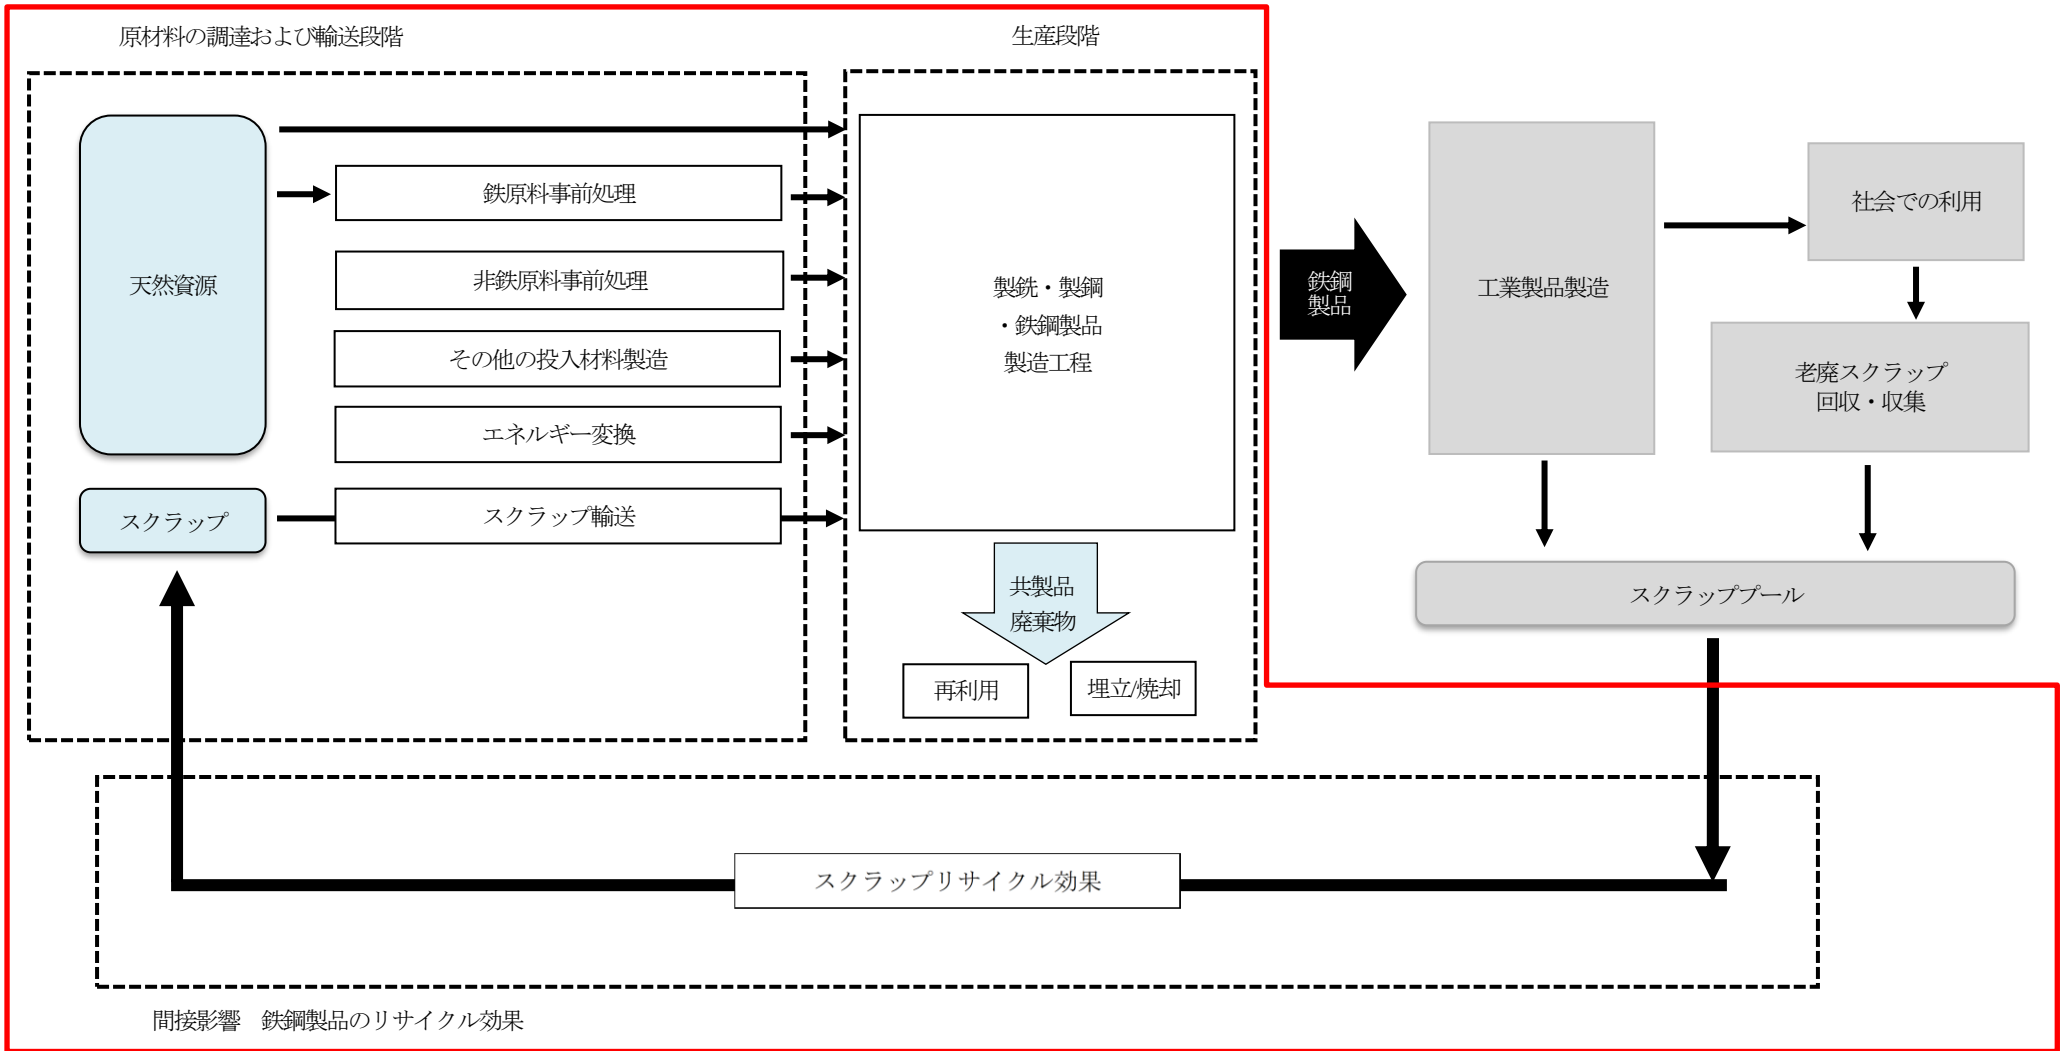 原材料の調達および輸送段階
生産段階
天然資源
鉄原料事前処理
非鉄原料事前処理
その他の投入材料製造
エネルギー変換
スクラップ
スクラップ輸送
製銑・製鋼
・鉄鋼製品
製造工程
共製品
廃棄物
再利用
埋立/焼却
鉄鋼
製品
工業製品製造
社会での利用
老廃スクラップ
回収・収集
スクラッププール
スクラップリサイクル効果
間接影響　鉄鋼製品のリサイクル効果